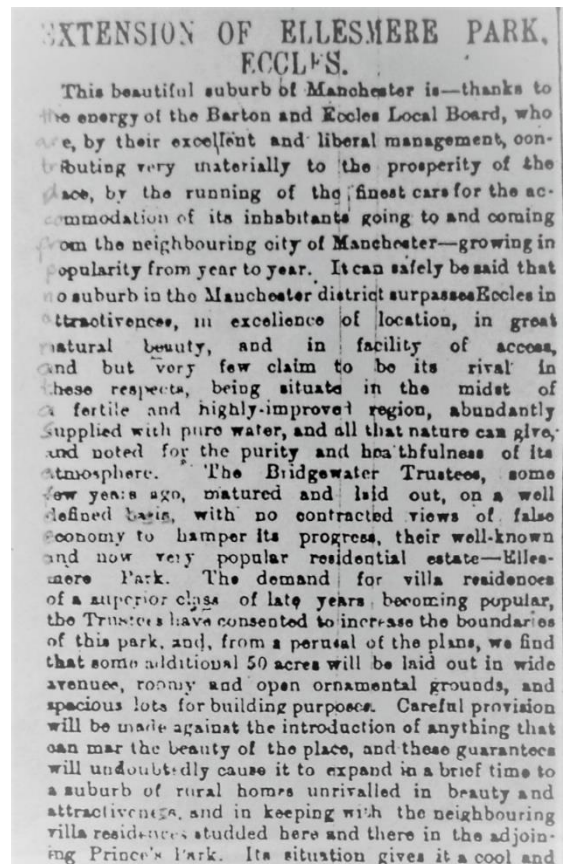 EXTENSION OF ELLESMERE PARK,
ECCLES.
This beautiful suburb of Manchester is—thanks to
the energy of the Barton and Eccles Local Board, who
are, by their excellent and liberal management, con-
tributing very materially to the prosperity of the
place, by the running of the finest cars for the ac-
commodation of its inhabitants going to and coming
from the neighbouring city of Manchester—growing in
popularity from year to year. It can safely be said that
no suburb in the Manchester district surpasses Eccles in
attractivences, in excellence of location, in great
natural beauty, and in facility of access,
and but very few claim to be its rival in
these respects, being situate in the midst of
a fertile and highly-improved region, abundantly
supplied with pure water, and all that nature can give,
and noted for the purity and heathfulness of its
atmosphere. The Bridgewater Trustees, some
few years ago, matured and laid out, on a well
defined basis, with no contracted views of false
economy to hamper its progress, their well-known
and now very popular residential estate—Elles-
mere Park. The demand for villa residences
of a superior class of late years becoming popular,
the Trustees have consented to increase the boundaries
of this park, and, from a perusal of the plans, we find
that some additional 50 acres will be laid out in wide
avenues, roomy and open ornamental grounds, and
spacious lots for building purposes. Careful provision
will be made against the introduction of anything that
can mar the beauty of the place, and these guarantees
will undoubtedly cause it to expand in a brief time to
a suburb of rural homes unrivalled in beauty and
attractiveness, and in keeping with the neighbouring
villa residences studded here and there in the adjoin-
ing Prince's Park. Its situation gives it a cool and